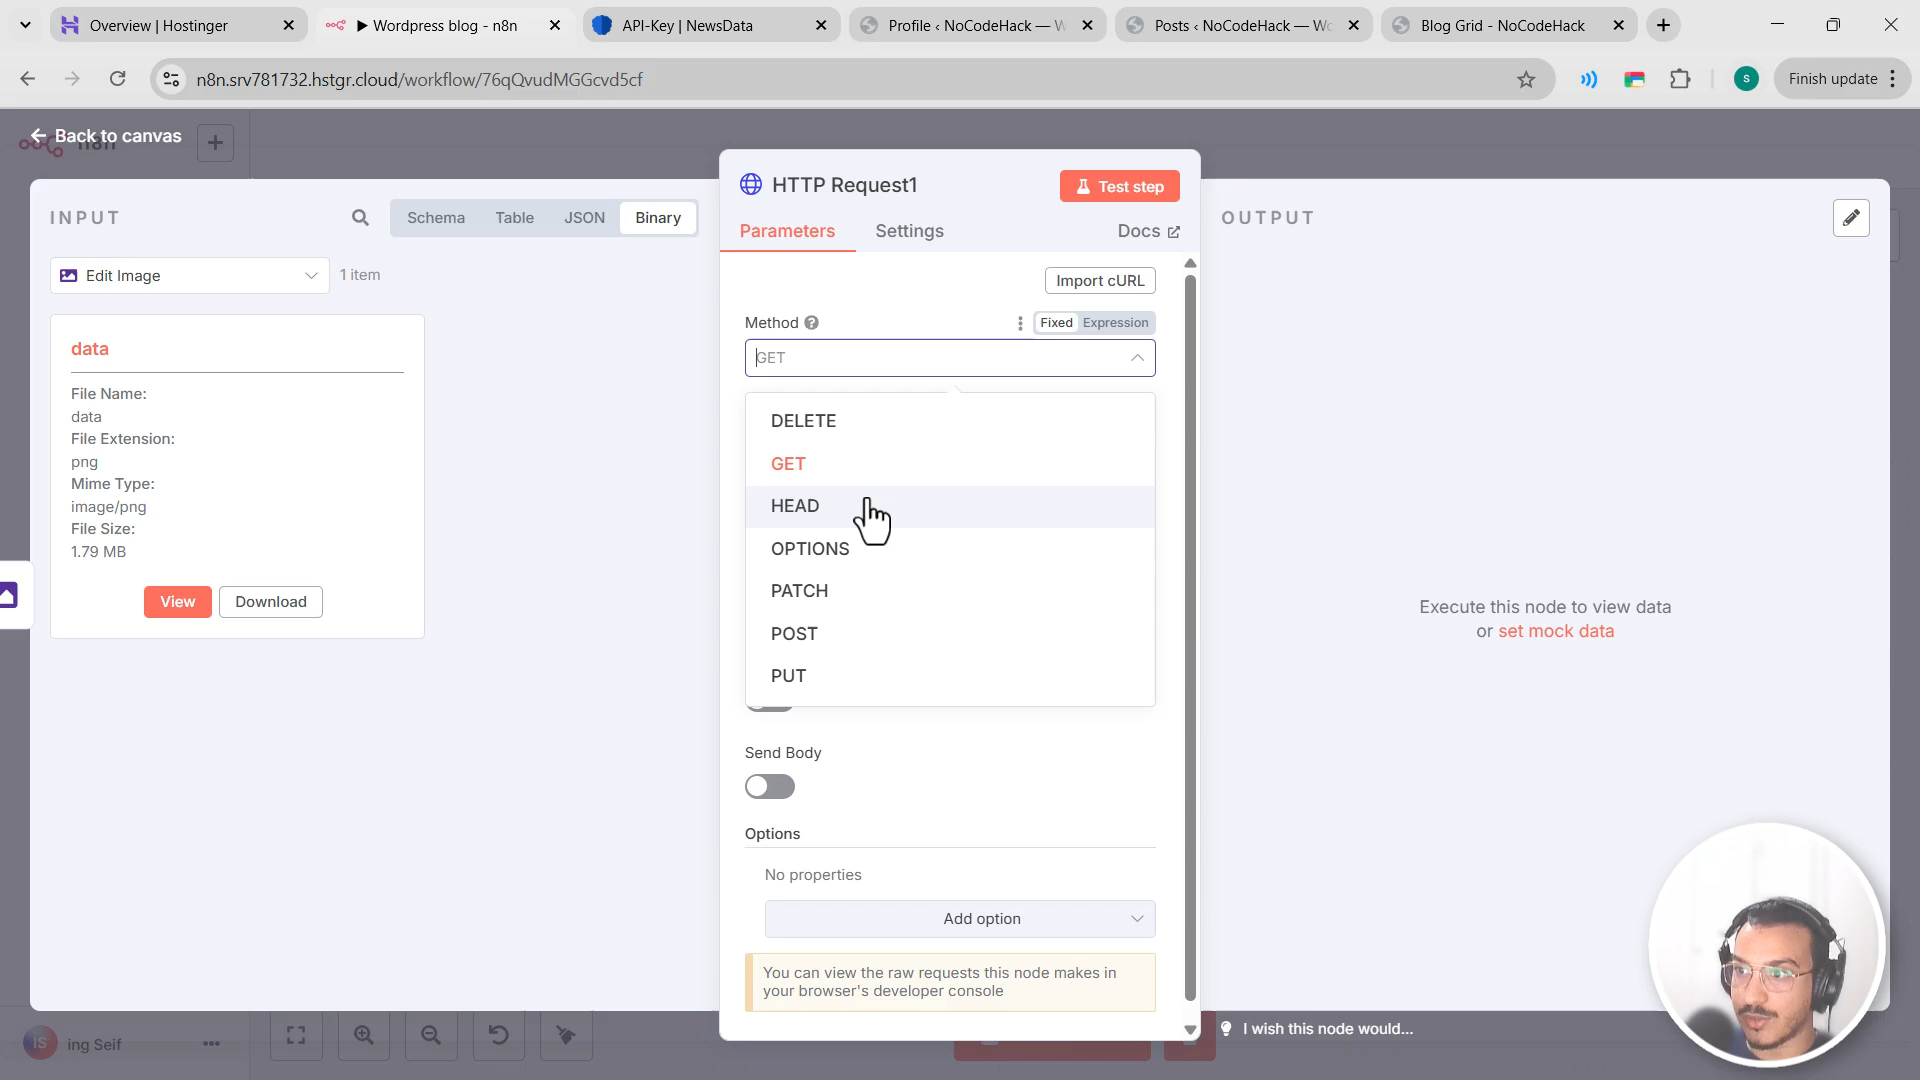 Overview | Hostinger
▶ Wordpress blog - n8n
API-Key | NewsData
Profile ‹ NoCodeHack — W
Posts ‹ NoCodeHack — Wo
Blog Grid - NoCodeHack
n8n.srv781732.hstgr.cloud/workflow/76qQvudMGGcvd5cf
S
Finish update
Back to canvas
n8n
INPUT
Schema
Table
JSON
Binary
Edit Image
1 item
data
File Name:
data
File Extension:
png
Mime Type:
image/png
File Size:
1.79 MB
View
Download
HTTP Request1
Test step
Parameters
Settings
Docs
Import cURL
Method
Fixed
Expression
GET
DELETE
GET
HEAD
OPTIONS
PATCH
POST
PUT
Send Body
Options
No properties
Add option
You can view the raw requests this node makes in
your browser's developer console
OUTPUT
Execute this node to view data
or set mock data
I wish this node would...
IS
ing Seif